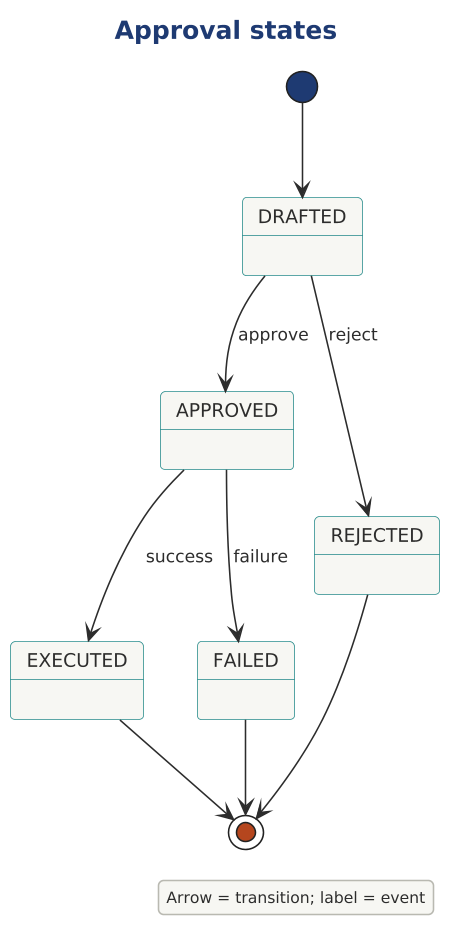 Approval states
DRAFTED
approve
reject
APPROVED
REJECTED
success
failure
EXECUTED
FAILED
Arrow = transition; label = event